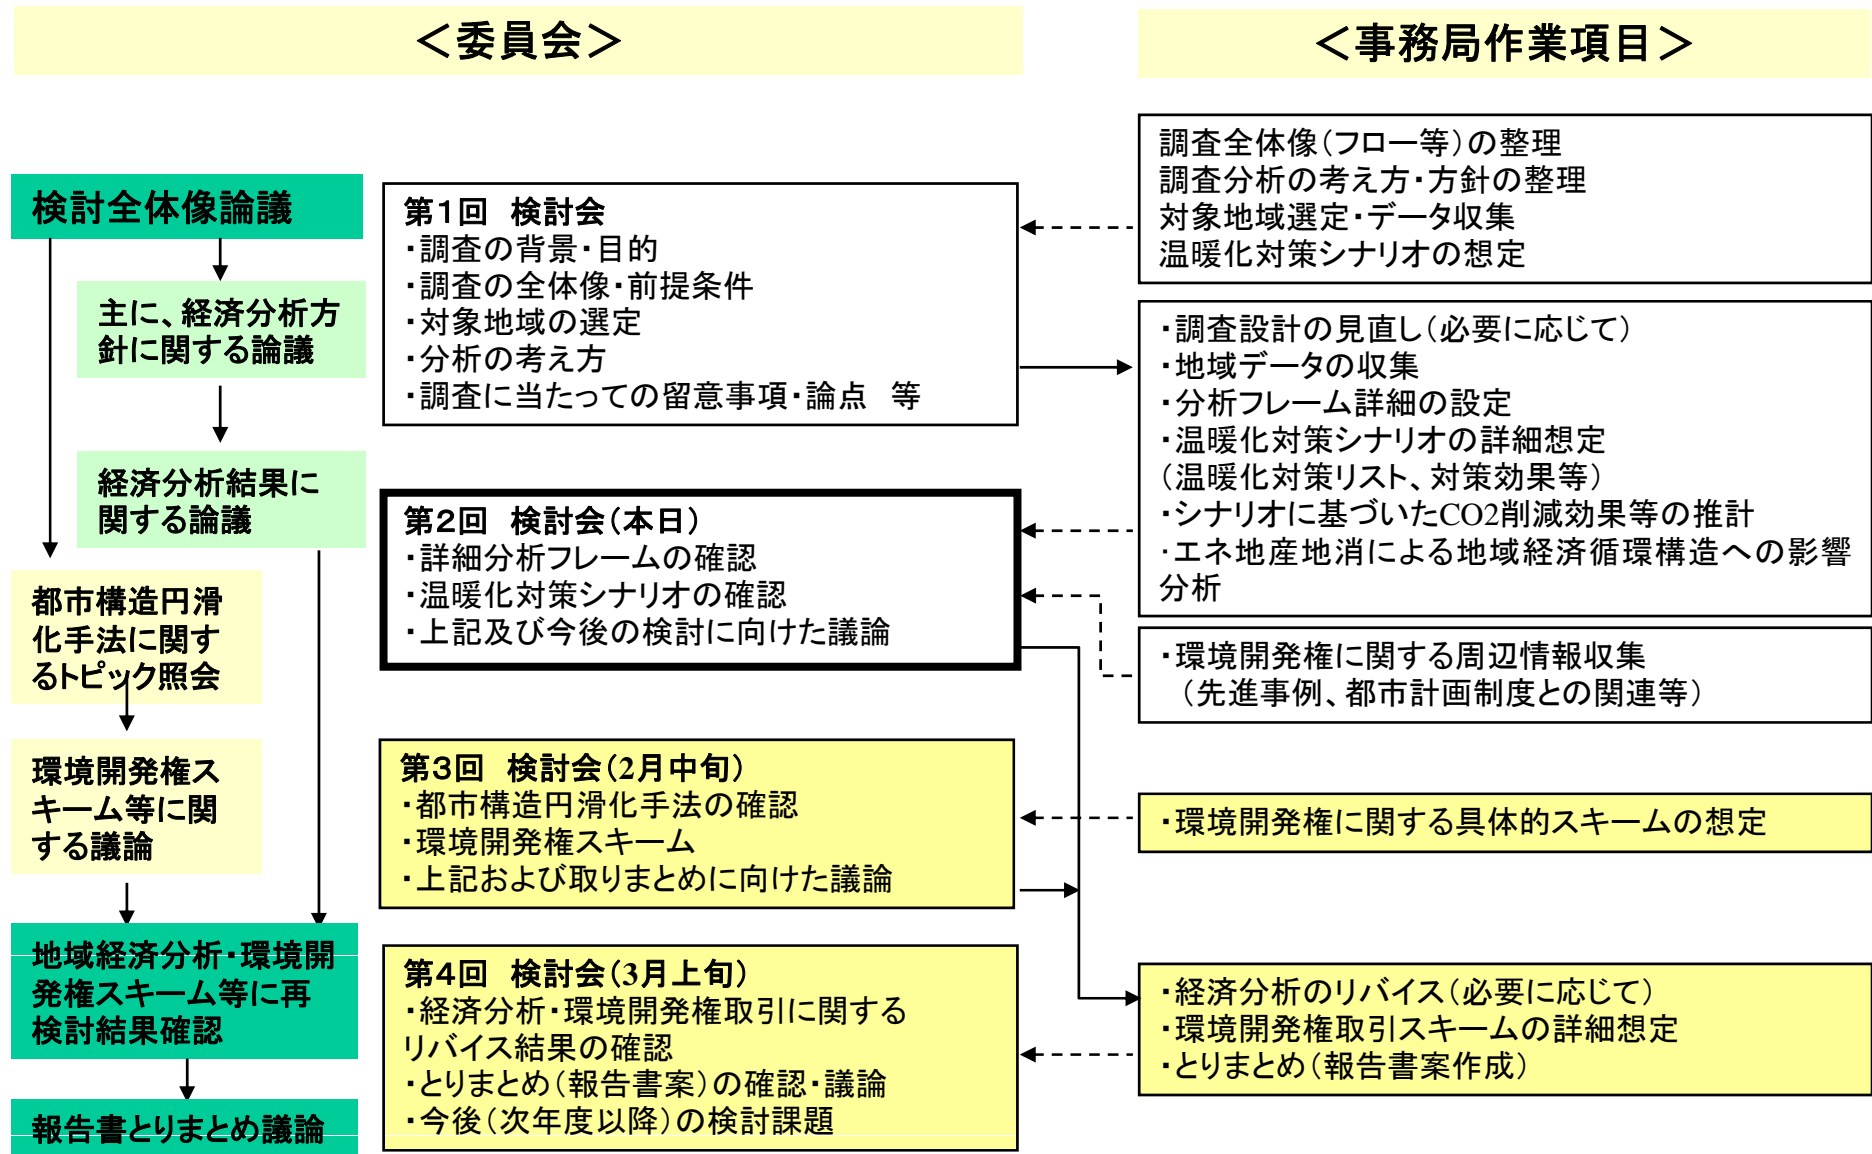 ＜委員会＞
＜事務局作業項目＞
検討全体像論議
主に、経済分析方
針に関する論議
経済分析結果に
関する論議
都市構造円滑
化手法に関す
るトピック照会
環境開発権ス
キーム等に関
する議論
地域経済分析・環境開
発権スキーム等に再
検討結果確認
報告書とりまとめ議論
第1回　検討会
・調査の背景・目的
・調査の全体像・前提条件
・対象地域の選定
・分析の考え方
・調査に当たっての留意事項・論点　等
第2回　検討会（本日）
・詳細分析フレームの確認
・温暖化対策シナリオの確認
・上記及び今後の検討に向けた議論
第3回　検討会（2月中旬）
・都市構造円滑化手法の確認
・環境開発権スキーム
・上記および取りまとめに向けた議論
第4回　検討会（3月上旬）
・経済分析・環境開発権取引に関する
リバイス結果の確認
・とりまとめ（報告書案）の確認・議論
・今後（次年度以降）の検討課題
調査全体像（フロー等）の整理
調査分析の考え方・方針の整理
対象地域選定・データ収集
温暖化対策シナリオの想定
・調査設計の見直し（必要に応じて）
・地域データの収集
・分析フレーム詳細の設定
・温暖化対策シナリオの詳細想定
（温暖化対策リスト、対策効果等）
・シナリオに基づいたCO2削減効果等の推計
・エネ地産地消による地域経済循環構造への影響
分析
・環境開発権に関する周辺情報収集
（先進事例、都市計画制度との関連等）
・環境開発権に関する具体的スキームの想定
・経済分析のリバイス（必要に応じて）
・環境開発権取引スキームの詳細想定
・とりまとめ（報告書案作成）